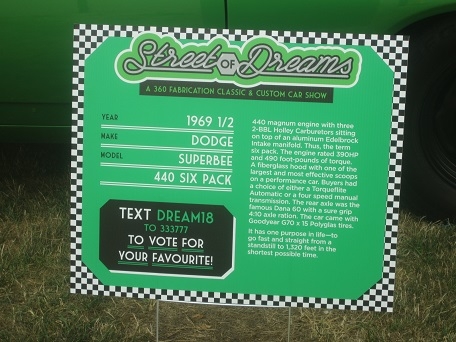 Street OF Dreams
A 360 FABRICATION CLASSIC & CUSTOM CAR SHOW
YEAR 1969 1/2
MAKE DODGE
MODEL SUPERBEE
440 SIX PACK
TEXT DREAM18
TO 333777
TO VOTE FOR
YOUR FAVOURITE!
440 magnum engine with three
2-BBL Holley Carburetors sitting
on top of an aluminum Edelbrock
Intake manifold. Thus, the term
six pack. The engine rated 390HP
and 490 foot-pounds of torque.
A fiberglass hood with one of the
largest and most effective scoops
on a performance car. Buyers had
a choice of either a Torqueflite
Automatic or a four speed manual
transmission. The rear axle was the
famous Dana 60 with a sure grip
4:10 axle ration. The car came with
Goodyear G70 x 15 Polyglas tires.
It has one purpose in life—to
go fast and straight from a
standstill to 1,320 feet in the
shortest possible time.